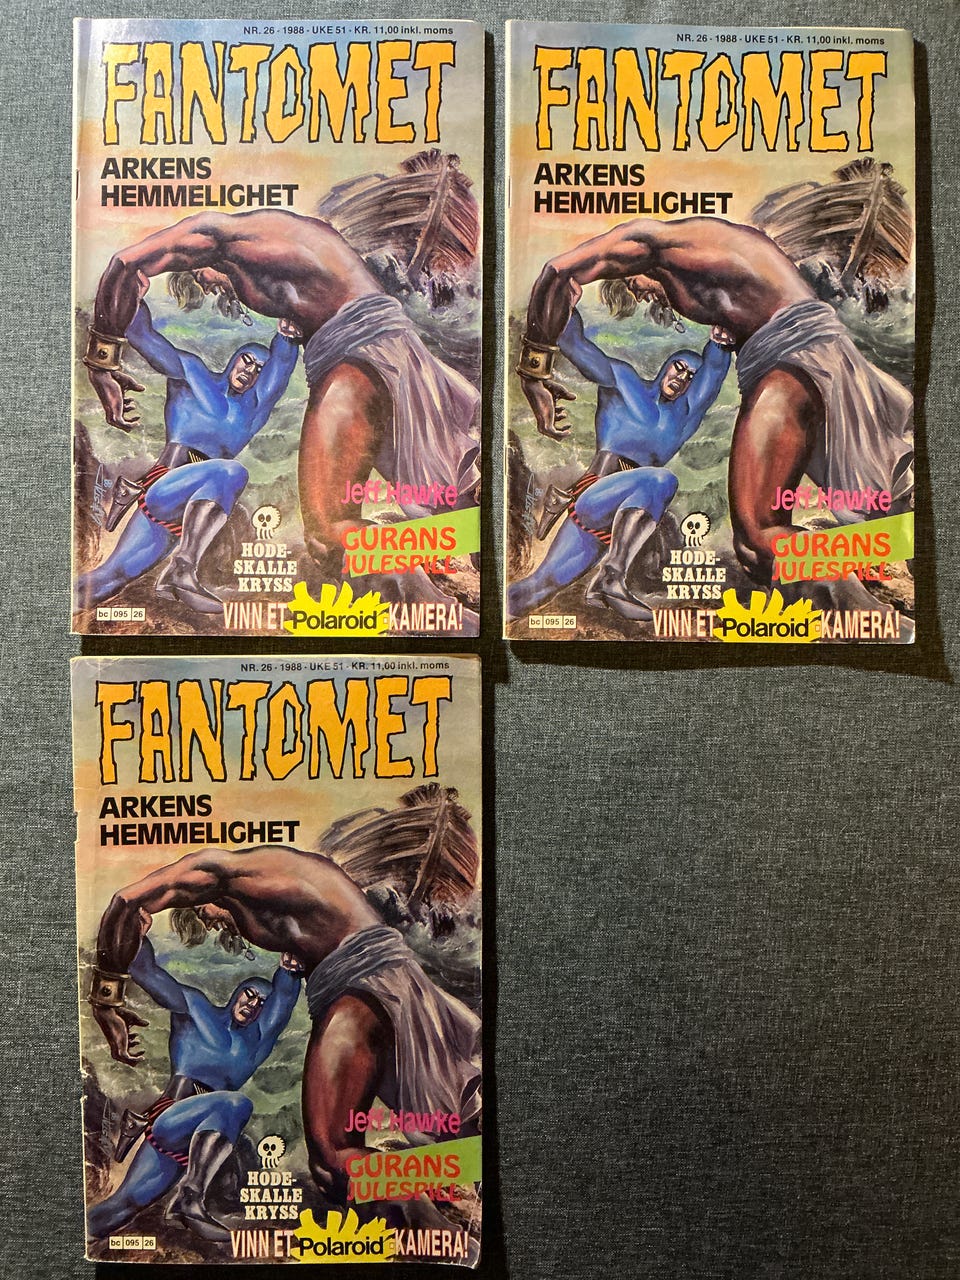 NR. 26 - 1988 - UKE 51 - KR. 11,00 inkl. moms
FANTOMET
ARKENS
HEMMELIGHET
Jeff Hawke
GURANS
JULESPILL
HODE-
SKALLE
KRYSS
VINN ET Polaroid KAMERA!
bc 095 26
NR. 26 - 1988 - UKE 51 - KR. 11,00 inkl. moms
FANTOMET
ARKENS
HEMMELIGHET
Jeff Hawke
GURANS
JULESPILL
HODE-
SKALLE
KRYSS
VINN ET Polaroid KAMERA!
bc 095 26
NR. 26 - 1988 - UKE 51 - KR. 11,00 inkl. moms
FANTOMET
ARKENS
HEMMELIGHET
Jeff Hawke
GURANS
JULESPILL
HODE-
SKALLE
KRYSS
VINN ET Polaroid KAMERA!
bc 095 26